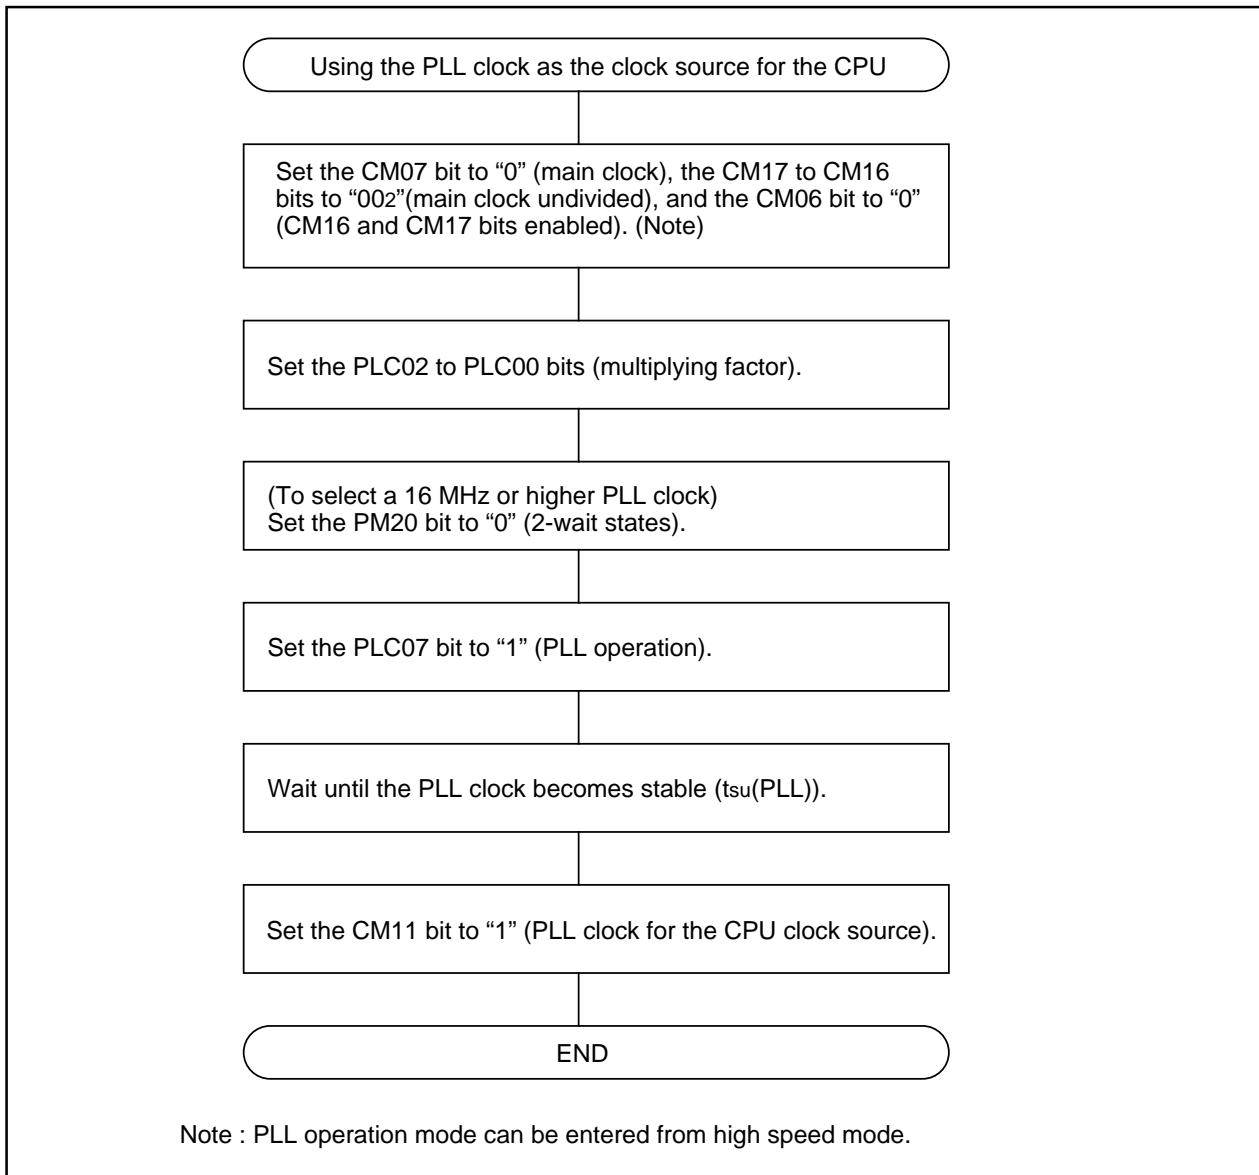 Using the PLL clock as the clock source for the CPU
Set the CM07 bit to “0” (main clock), the CM17 to CM16
bits to “002”(main clock undivided), and the CM06 bit to “0”
(CM16 and CM17 bits enabled). (Note)
Set the PLC02 to PLC00 bits (multiplying factor).
(To select a 16 MHz or higher PLL clock)
Set the PM20 bit to “0” (2-wait states).
Set the PLC07 bit to “1” (PLL operation).
Wait until the PLL clock becomes stable (tsu(PLL)).
Set the CM11 bit to “1” (PLL clock for the CPU clock source).
END
Note : PLL operation mode can be entered from high speed mode.